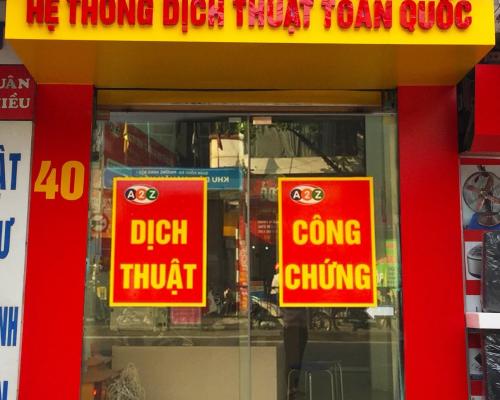 HỆ THỐNG DỊCH THUẬT TOÀN QUỐC
40
A2Z
DỊCH
THUẬT
A2Z
CÔNG
CHỨNG